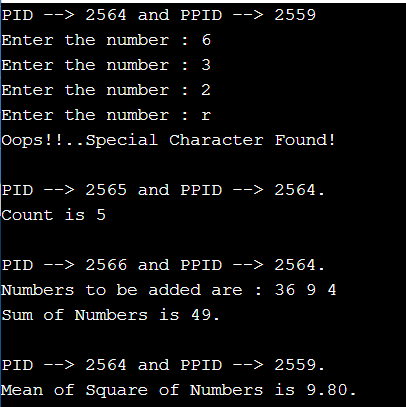 PID --> 2564 and PPID --> 2559
Enter the number : 6
Enter the number : 3
Enter the number : 2
Enter the number : r
Oops!!..Special Character Found!
PID --> 2565 and PPID --> 2564.
Count is 5
PID --> 2566 and PPID --> 2564.
Numbers to be added are : 36 9 4
Sum of Numbers is 49.
PID --> 2564 and PPID --> 2559.
Mean of Square of Numbers is 9.80.